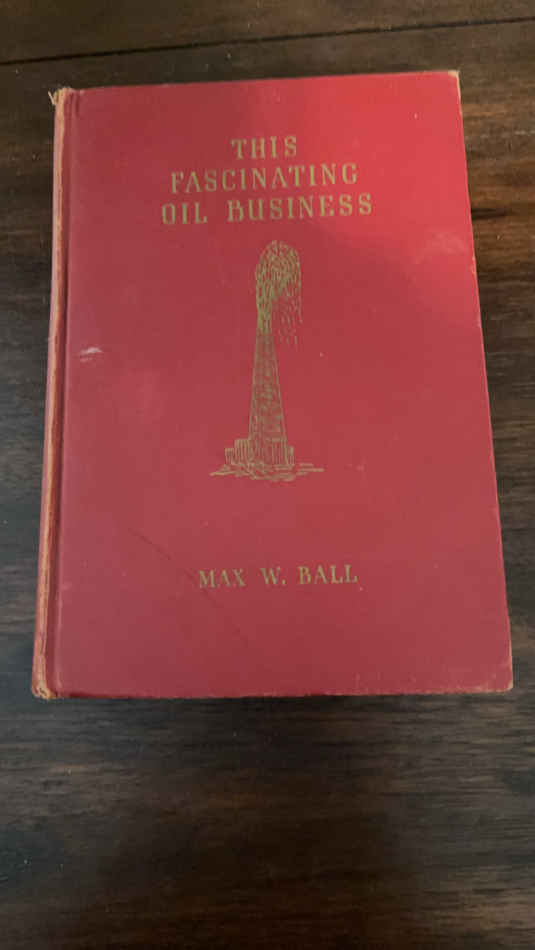 THIS
FASCINATING
OIL BUSINESS
MAX W. BALL